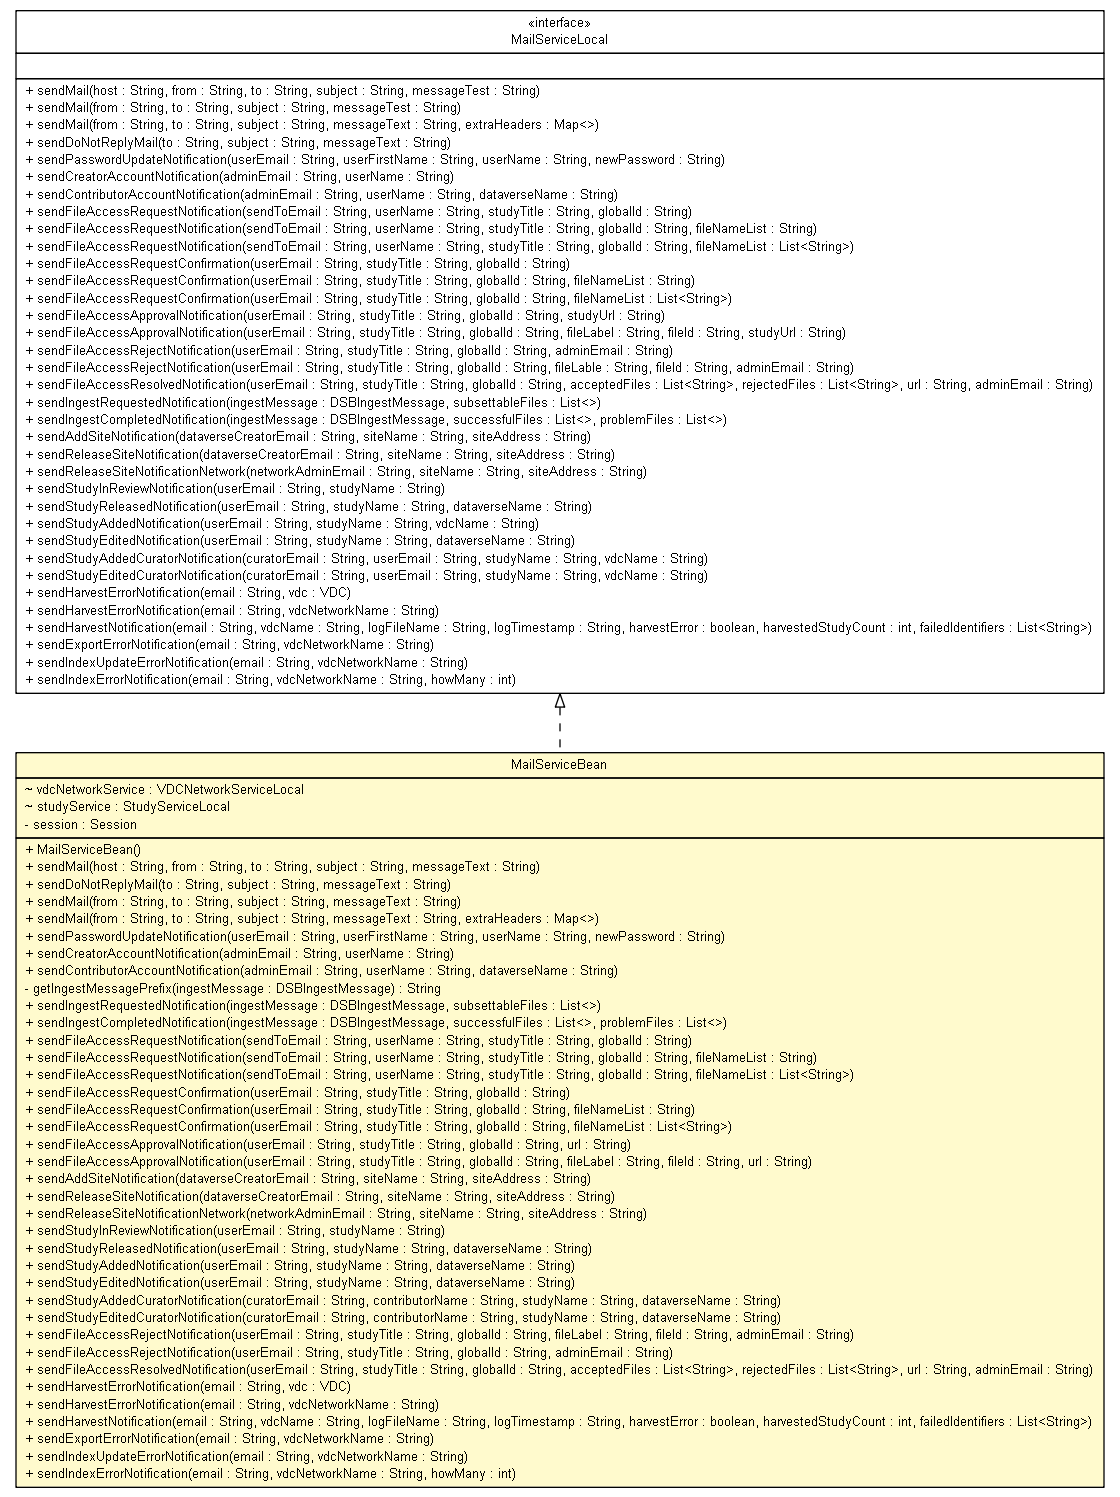 «interface»
MailServiceLocal
+ sendMail(host : String, from : String, to : String, subject : String, messageTest : String)
+ sendMail(from : String, to : String, subject : String, messageTest : String)
+ sendMail(from : String, to : String, subject : String, messageText : String, extraHeaders : Map<>)
+ sendDoNotReplyMail(to : String, subject : String, messageText : String)
+ sendPasswordUpdateNotification(userEmail : String, userFirstName : String, userName : String, newPassword : String)
+ sendCreatorAccountNotification(adminEmail : String, userName : String)
+ sendContributorAccountNotification(adminEmail : String, userName : String, dataverseName : String)
+ sendFileAccessRequestNotification(sendToEmail : String, userName : String, studyTitle : String, globalId : String)
+ sendFileAccessRequestNotification(sendToEmail : String, userName : String, studyTitle : String, globalId : String, fileNameList : String)
+ sendFileAccessRequestNotification(sendToEmail : String, userName : String, studyTitle : String, globalId : String, fileNameList : List<String>)
+ sendFileAccessRequestConfirmation(userEmail : String, studyTitle : String, globalId : String)
+ sendFileAccessRequestConfirmation(userEmail : String, studyTitle : String, globalId : String, fileNameList : String)
+ sendFileAccessRequestConfirmation(userEmail : String, studyTitle : String, globalId : String, fileNameList : List<String>)
+ sendFileAccessApprovalNotification(userEmail : String, studyTitle : String, globalId : String, studyUrl : String)
+ sendFileAccessApprovalNotification(userEmail : String, studyTitle : String, globalId : String, fileLabel : String, fileId : String, studyUrl : String)
+ sendFileAccessRejectNotification(userEmail : String, studyTitle : String, globalId : String, adminEmail : String)
+ sendFileAccessRejectNotification(userEmail : String, studyTitle : String, globalId : String, fileLable : String, fileId : String, adminEmail : String)
+ sendFileAccessResolvedNotification(userEmail : String, studyTitle : String, globalId : String, acceptedFiles : List<String>, rejectedFiles : List<String>, url : String, adminEmail : String)
+ sendIngestRequestedNotification(ingestMessage : DSBIngestMessage, subsettableFiles : List<>)
+ sendIngestCompletedNotification(ingestMessage : DSBIngestMessage, successfulFiles : List<>, problemFiles : List<>)
+ sendAddSiteNotification(dataverseCreatorEmail : String, siteName : String, siteAddress : String)
+ sendReleaseSiteNotification(dataverseCreatorEmail : String, siteName : String, siteAddress : String)
+ sendReleaseSiteNotificationNetwork(networkAdminEmail : String, siteName : String, siteAddress : String)
+ sendStudyInReviewNotification(userEmail : String, studyName : String)
+ sendStudyReleasedNotification(userEmail : String, studyName : String, dataverseName : String)
+ sendStudyAddedNotification(userEmail : String, studyName : String, vdcName : String)
+ sendStudyEditedNotification(userEmail : String, studyName : String, dataverseName : String)
+ sendStudyAddedCuratorNotification(curatorEmail : String, userEmail : String, studyName : String, vdcName : String)
+ sendStudyEditedCuratorNotification(curatorEmail : String, userEmail : String, studyName : String, vdcName : String)
+ sendHarvestErrorNotification(email : String, vdc : VDC)
+ sendHarvestErrorNotification(email : String, vdcNetworkName : String)
+ sendHarvestNotification(email : String, vdcName : String, logFileName : String, logTimestamp : String, harvestError : boolean, harvestedStudyCount : int, failedIdentifiers : List<String>)
+ sendExportErrorNotification(email : String, vdcNetworkName : String)
+ sendIndexUpdateErrorNotification(email : String, vdcNetworkName : String)
+ sendIndexErrorNotification(email : String, vdcNetworkName : String, howMany : int)
MailServiceBean
~ vdcNetworkService : VDCNetworkServiceLocal
~ studyService : StudyServiceLocal
- session : Session
+ MailServiceBean()
+ sendMail(host : String, from : String, to : String, subject : String, messageText : String)
+ sendDoNotReplyMail(to : String, subject : String, messageText : String)
+ sendMail(from : String, to : String, subject : String, messageText : String)
+ sendMail(from : String, to : String, subject : String, messageText : String, extraHeaders : Map<>)
+ sendPasswordUpdateNotification(userEmail : String, userFirstName : String, userName : String, newPassword : String)
+ sendCreatorAccountNotification(adminEmail : String, userName : String)
+ sendContributorAccountNotification(adminEmail : String, userName : String, dataverseName : String)
- getIngestMessagePrefix(ingestMessage : DSBIngestMessage) : String
+ sendIngestRequestedNotification(ingestMessage : DSBIngestMessage, subsettableFiles : List<>)
+ sendIngestCompletedNotification(ingestMessage : DSBIngestMessage, successfulFiles : List<>, problemFiles : List<>)
+ sendFileAccessRequestNotification(sendToEmail : String, userName : String, studyTitle : String, globalId : String)
+ sendFileAccessRequestNotification(sendToEmail : String, userName : String, studyTitle : String, globalId : String, fileNameList : String)
+ sendFileAccessRequestNotification(sendToEmail : String, userName : String, studyTitle : String, globalId : String, fileNameList : List<String>)
+ sendFileAccessRequestConfirmation(userEmail : String, studyTitle : String, globalId : String)
+ sendFileAccessRequestConfirmation(userEmail : String, studyTitle : String, globalId : String, fileNameList : String)
+ sendFileAccessRequestConfirmation(userEmail : String, studyTitle : String, globalId : String, fileNameList : List<String>)
+ sendFileAccessApprovalNotification(userEmail : String, studyTitle : String, globalId : String, url : String)
+ sendFileAccessApprovalNotification(userEmail : String, studyTitle : String, globalId : String, fileLabel : String, fileId : String, url : String)
+ sendAddSiteNotification(dataverseCreatorEmail : String, siteName : String, siteAddress : String)
+ sendReleaseSiteNotification(dataverseCreatorEmail : String, siteName : String, siteAddress : String)
+ sendReleaseSiteNotificationNetwork(networkAdminEmail : String, siteName : String, siteAddress : String)
+ sendStudyInReviewNotification(userEmail : String, studyName : String)
+ sendStudyReleasedNotification(userEmail : String, studyName : String, dataverseName : String)
+ sendStudyAddedNotification(userEmail : String, studyName : String, dataverseName : String)
+ sendStudyEditedNotification(userEmail : String, studyName : String, dataverseName : String)
+ sendStudyAddedCuratorNotification(curatorEmail : String, contributorName : String, studyName : String, dataverseName : String)
+ sendStudyEditedCuratorNotification(curatorEmail : String, contributorName : String, studyName : String, dataverseName : String)
+ sendFileAccessRejectNotification(userEmail : String, studyTitle : String, globalId : String, fileLabel : String, fileId : String, adminEmail : String)
+ sendFileAccessRejectNotification(userEmail : String, studyTitle : String, globalId : String, adminEmail : String)
+ sendFileAccessResolvedNotification(userEmail : String, studyTitle : String, globalId : String, acceptedFiles : List<String>, rejectedFiles : List<String>, url : String, adminEmail : String)
+ sendHarvestErrorNotification(email : String, vdc : VDC)
+ sendHarvestErrorNotification(email : String, vdcNetworkName : String)
+ sendHarvestNotification(email : String, vdcName : String, logFileName : String, logTimestamp : String, harvestError : boolean, harvestedStudyCount : int, failedIdentifiers : List<String>)
+ sendExportErrorNotification(email : String, vdcNetworkName : String)
+ sendIndexUpdateErrorNotification(email : String, vdcNetworkName : String)
+ sendIndexErrorNotification(email : String, vdcNetworkName : String, howMany : int)